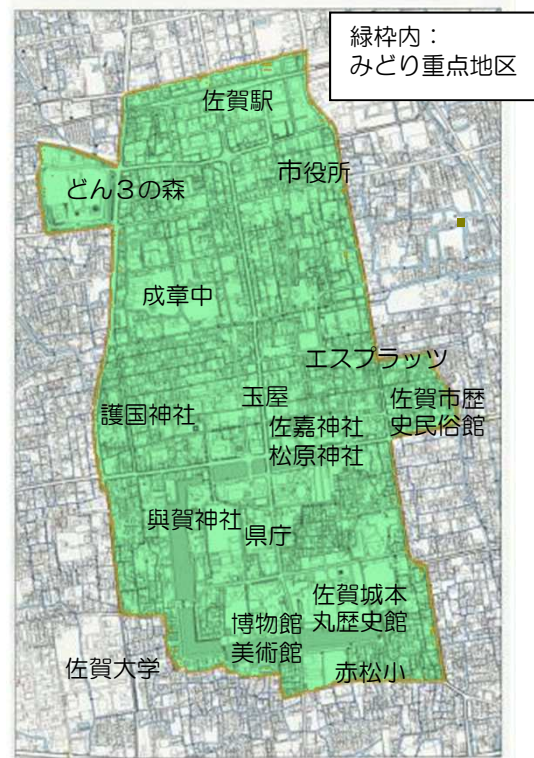 緑枠内：
みどり重点地区
佐賀駅
市役所
どん３の森
成章中
エスプラッツ
玉屋
佐賀市歴
史民俗館
護国神社
佐嘉神社
松原神社
與賀神社
県庁
佐賀城本
丸歴史館
博物館
美術館
佐賀大学
赤松小